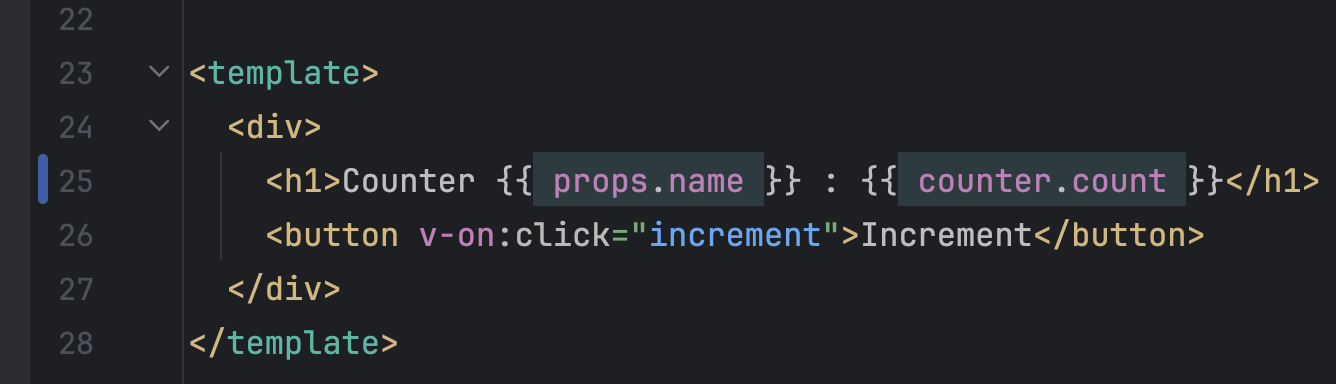 22
23 <template>
24 <div>
25 <h1>Counter {{ props.name }} : {{ counter.count }}</h1>
26 <button v-on:click="increment">Increment</button>
27 </div>
28 </template>